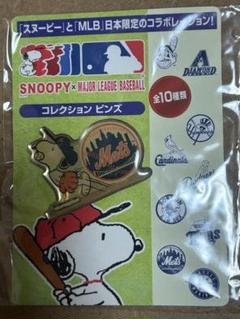 「スヌーピー」と「MLB」日本限定のコラボレーション!
SNOOPY × MAJOR LEAGUE BASEBALL
コレクション ピンズ
全10種類
DIAMOND
Mets
Cardinals
Mets